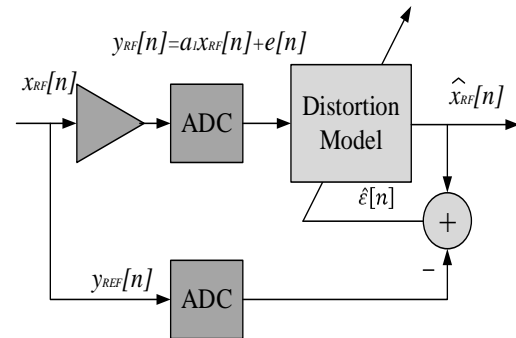 y_RF[n]=a_1x_RF[n]+e[n]
x_RF[n]
ADC
Distortion
Model
x̂_RF[n]
ε̂[n]
+
−
y_REF[n]
ADC